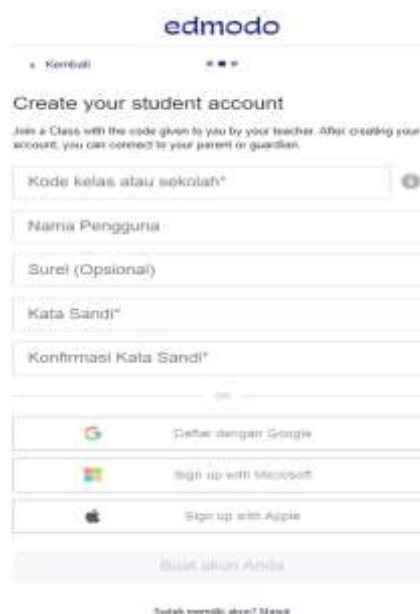 edmodo
Kembali
Create your student account
Join a Class with the code given to you by your teacher. After creating your
account, you can connect to your parent or guardian.
Kode kelas atau sekolah*
Nama Pengguna
Surel (Opsional)
Kata Sandi*
Konfirmasi Kata Sandi*
Daftar dengan Google
Sign up with Microsoft
Sign up with Apple
Buat akun Anda
Sudah memiliki akun? Masuk